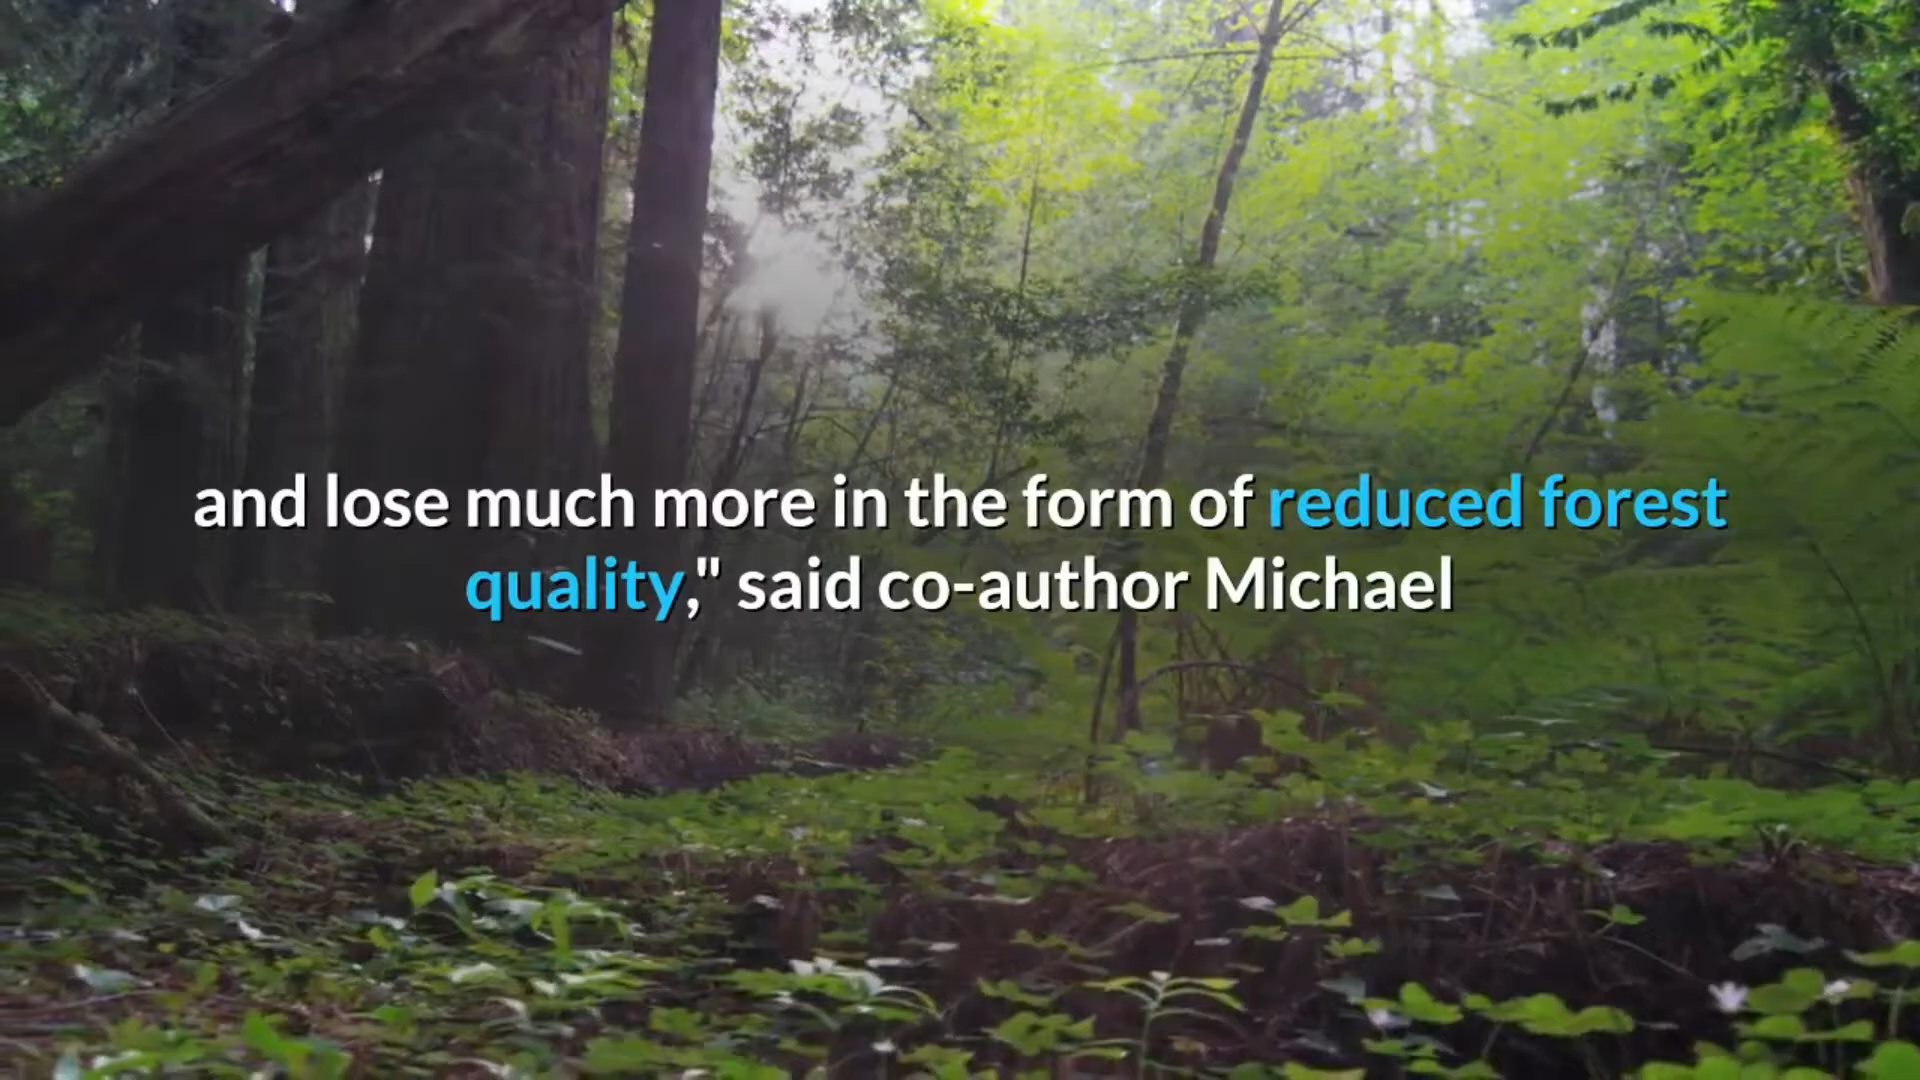 and lose much more in the form of reduced forest
quality," said co-author Michael